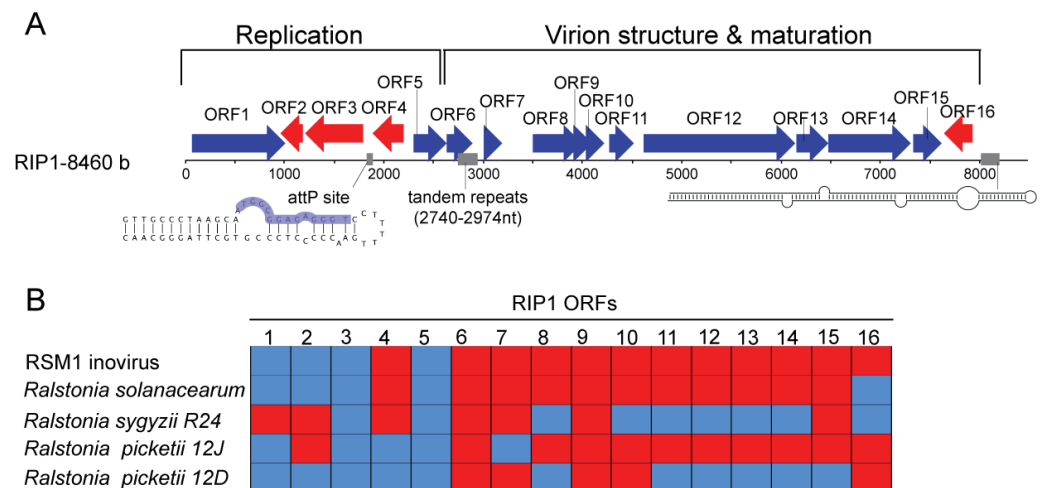 A
Replication
Virion structure & maturation
ORF1
ORF2
ORF3
ORF4
ORF5
ORF6
ORF7
ORF8
ORF9
ORF10
ORF11
ORF12
ORF13
ORF14
ORF15
ORF16
RIP1-8460 b
0 1000 2000 3000 4000 5000 6000 7000 8000
attP site
tandem repeats
(2740-2974nt)
GTTGCCCTAAGCA
CAACGGGATTCGT
B
RIP1 ORFs
1 2 3 4 5 6 7 8 9 10 11 12 13 14 15 16
RSM1 inovirus
Ralstonia solanacearum
Ralstonia sygyzii R24
Ralstonia picketii 12J
Ralstonia picketii 12D